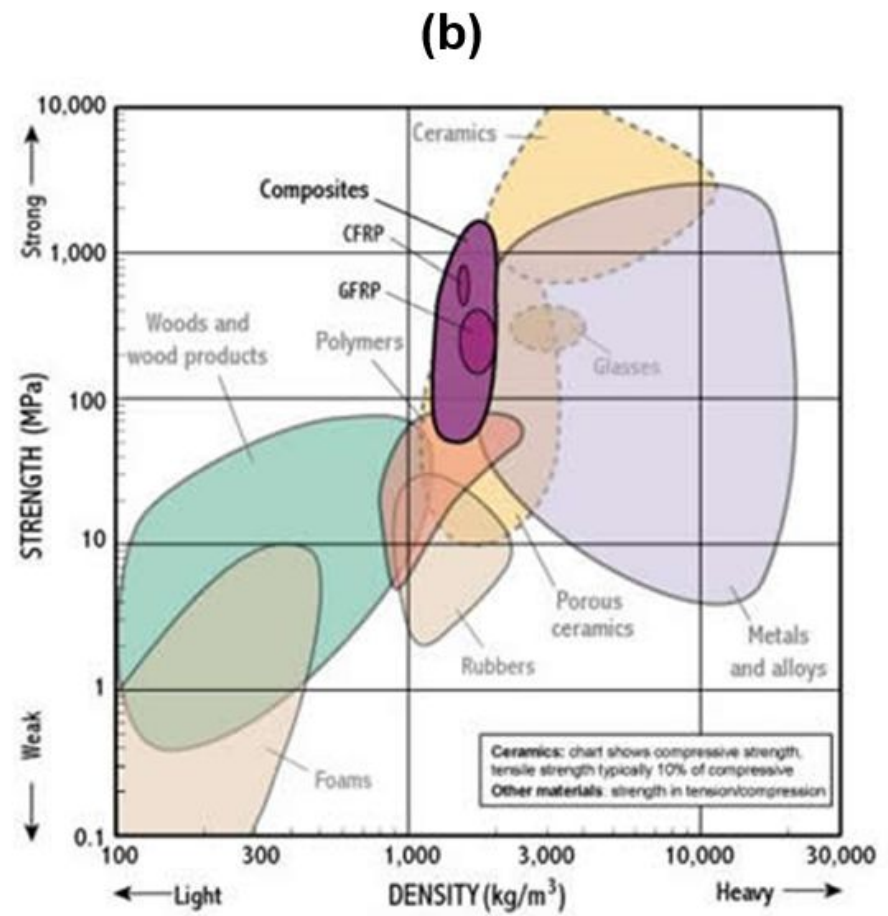 (b)
10,000
Ceramics
Composites
Strong
CFRP
1,000
GFRP
Woods and
wood products
Polymers
Glasses
100
STRENGTH (MPa)
10
Porous
ceramics
Metals
and alloys
Rubbers
1
Weak
Ceramics: chart shows compressive strength,
tensile strength typically 10% of compressive
Other materials: strength in tension/compression
Foams
0.1
100 300 1,000 3,000 10,000 30,000
Light DENSITY (kg/m³) Heavy